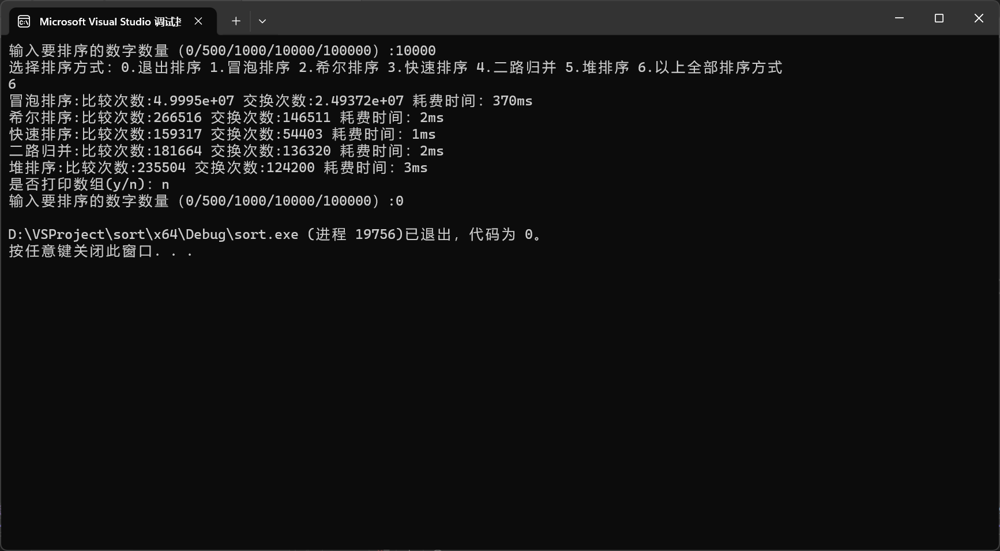 Microsoft Visual Studio 调试
输入要排序的数字数量（0/500/1000/10000/100000）:10000
选择排序方式: 0.退出排序 1.冒泡排序 2.希尔排序 3.快速排序 4.二路归并 5.堆排序 6.以上全部排序方式
6
冒泡排序:比较次数:4.9995e+07 交换次数:2.49372e+07 耗费时间: 370ms
希尔排序:比较次数:266516 交换次数:146511 耗费时间: 2ms
快速排序:比较次数:159317 交换次数:54403 耗费时间: 1ms
二路归并:比较次数:181664 交换次数:136320 耗费时间: 2ms
堆排序:比较次数:235504 交换次数:124200 耗费时间: 3ms
是否打印数组(y/n): n
输入要排序的数字数量（0/500/1000/10000/100000）:0
D:\VSProject\sort\x64\Debug\sort.exe (进程 19756)已退出，代码为 0。
按任意键关闭此窗口. . .